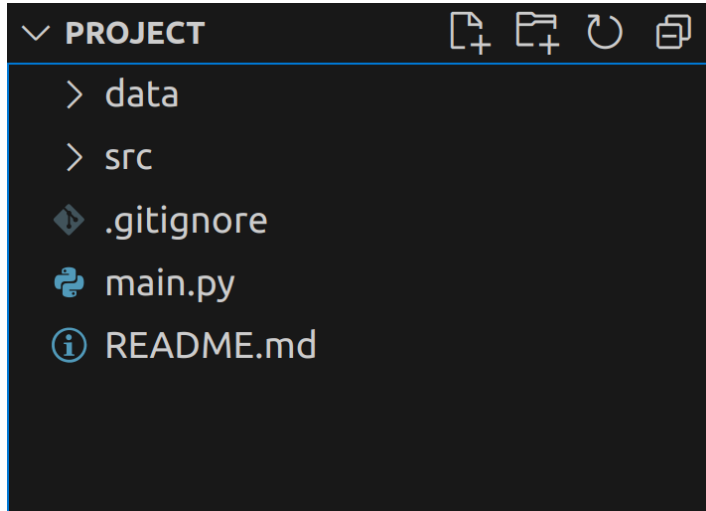 PROJECT
data
src
.gitignore
main.py
README.md